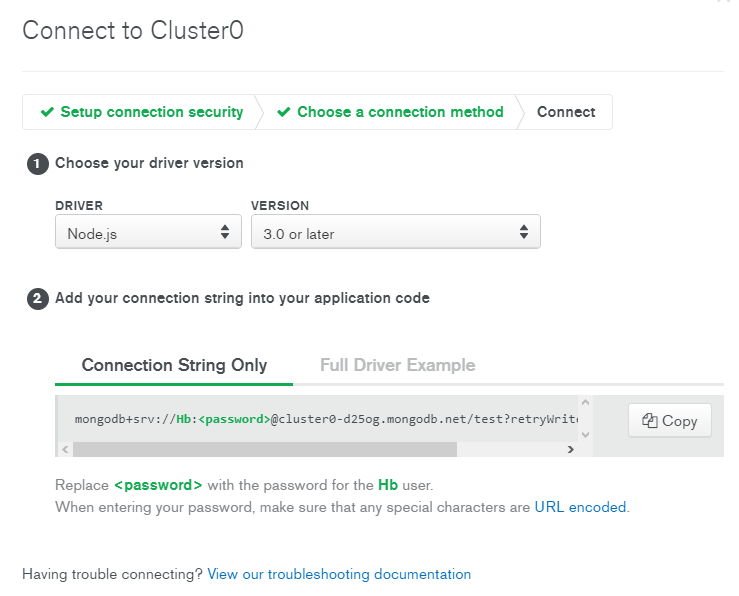 Connect to Cluster0
Setup connection security
Choose a connection method
Connect
1 Choose your driver version
DRIVER
VERSION
Node.js
3.0 or later
2 Add your connection string into your application code
Connection String Only
Full Driver Example
mongodb+srv://Hb:<password>@cluster0-d25og.mongodb.net/test?retryWrit
Copy
Replace <password> with the password for the Hb user.
When entering your password, make sure that any special characters are URL encoded.
Having trouble connecting? View our troubleshooting documentation